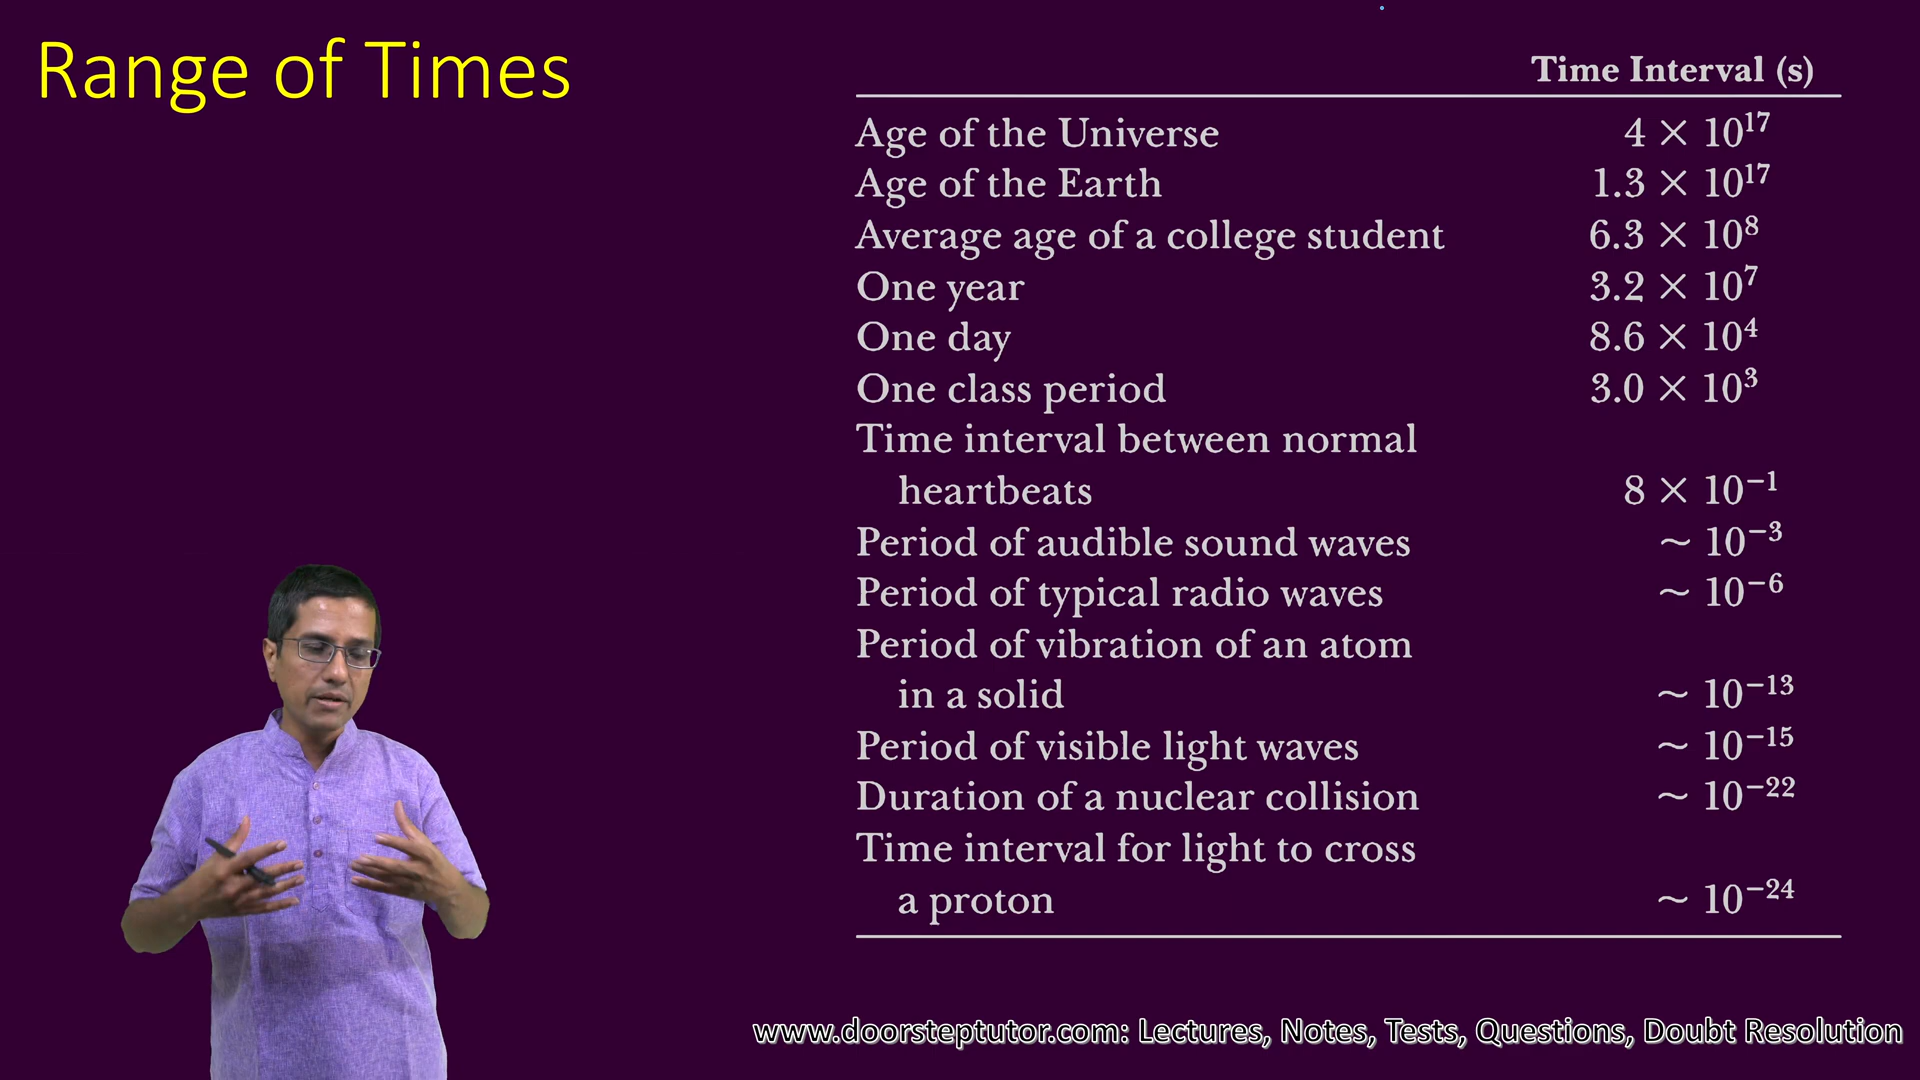 Range of Times
Time Interval (s)
Age of the Universe 4 × 10¹⁷
Age of the Earth 1.3 × 10¹⁷
Average age of a college student 6.3 × 10⁸
One year 3.2 × 10⁷
One day 8.6 × 10⁴
One class period 3.0 × 10³
Time interval between normal
heartbeats 8 × 10⁻¹
Period of audible sound waves ~ 10⁻³
Period of typical radio waves ~ 10⁻⁶
Period of vibration of an atom
in a solid ~ 10⁻¹³
Period of visible light waves ~ 10⁻¹⁵
Duration of a nuclear collision ~ 10⁻²²
Time interval for light to cross
a proton ~ 10⁻²⁴
www.doorsteptutor.com: Lectures, Notes, Tests, Questions, Doubt Resolution